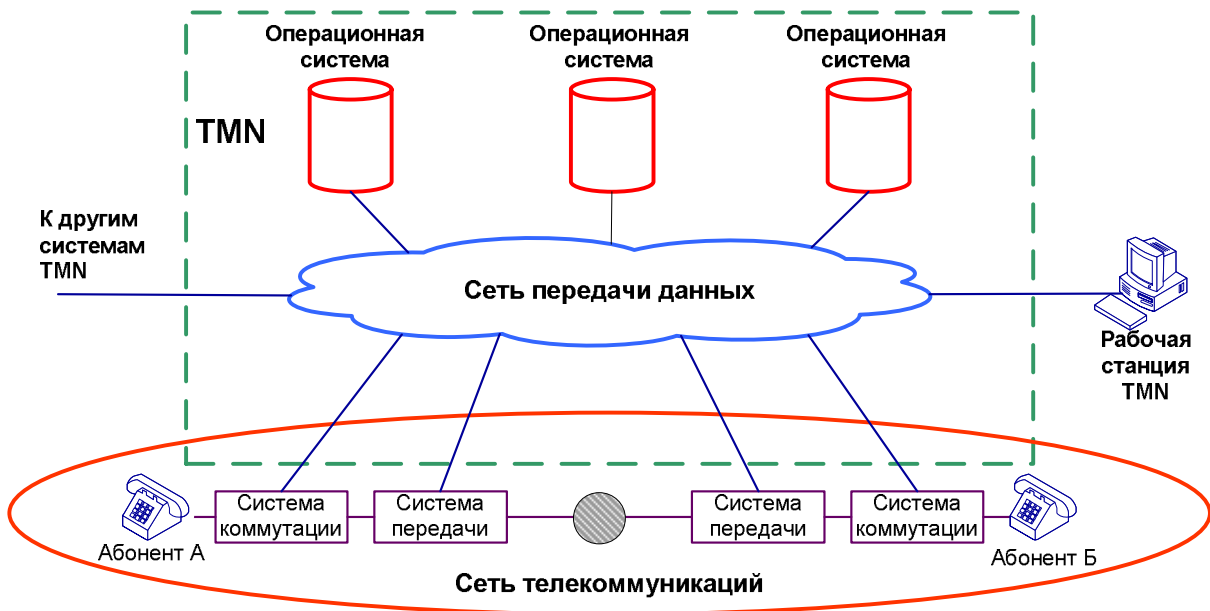 Операционная
система
Операционная
система
Операционная
система
TMN
К другим
системам
TMN
Сеть передачи данных
Рабочая
станция
TMN
Система
коммутации
Система
передачи
Система
передачи
Система
коммутации
Абонент А
Абонент Б
Сеть телекоммуникаций